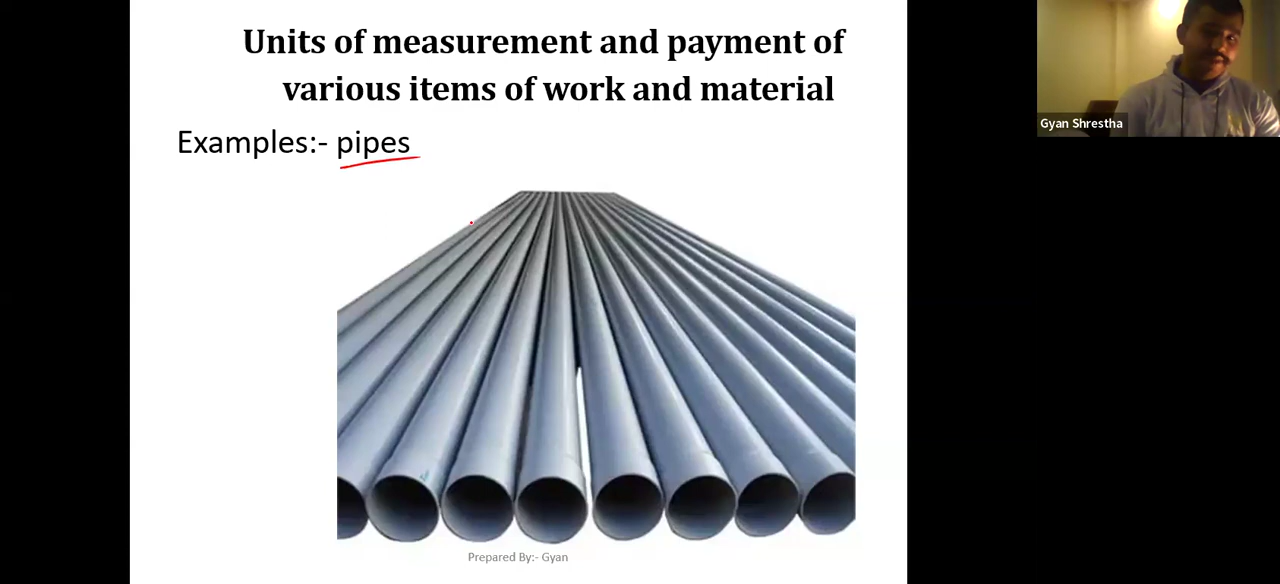 Units of measurement and payment of
various items of work and material
Examples:- pipes
Prepared By:- Gyan
Gyan Shrestha